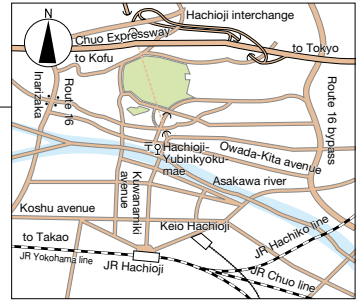 N
Hachioji interchange
Chuo Expressway
to Tokyo
to Kofu
Inarizaka
Route 16
Route 16 bypass
Hachioji-
Yubinkyoku-
mae
Owada-Kita avenue
Asakawa river
Kuwanamiki
avenue
Koshu avenue
Keio Hachioji
to Takao
JR Hachiko line
JR Yokohama line
JR Hachioji
JR Chuo line